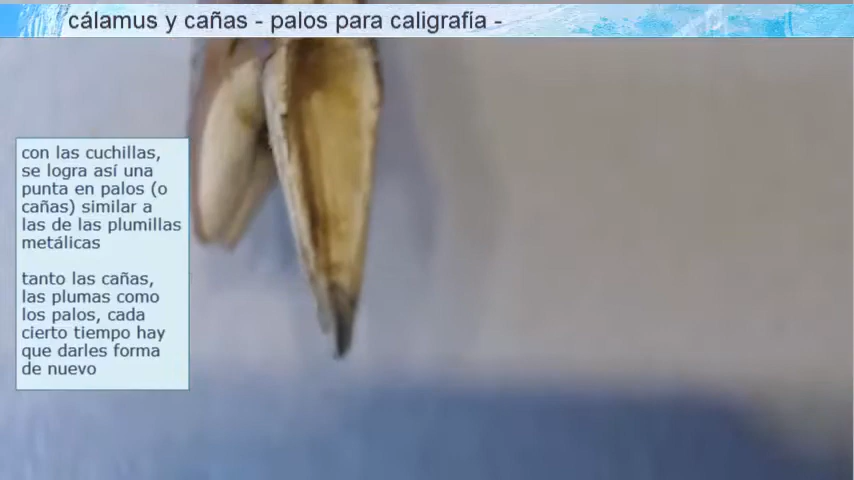 cálamus y cañas - palos para caligrafía -
con las cuchillas,
se logra así una
punta en palos (o
cañas) similar a
las de las plumillas
metálicas
tanto las cañas,
las plumas como
los palos, cada
cierto tiempo hay
que darles forma
de nuevo